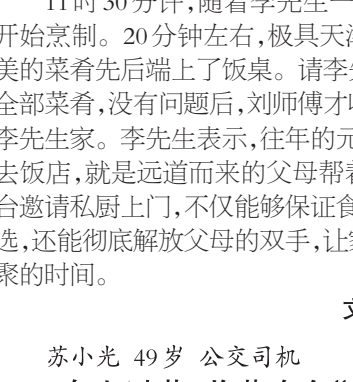 11时30分许,随着李先生一
开始烹制。20分钟左右,极具天津
美的菜肴先后端上了饭桌。请李先
全部菜肴,没有问题后,刘师傅才
李先生家。李先生表示,往年的元
去饭店,就是远道而来的父母帮着
台邀请私厨上门,不仅能够保证食
选,还能彻底解放父母的双手,让
聚的时间。
苏小光 49岁 公交司机